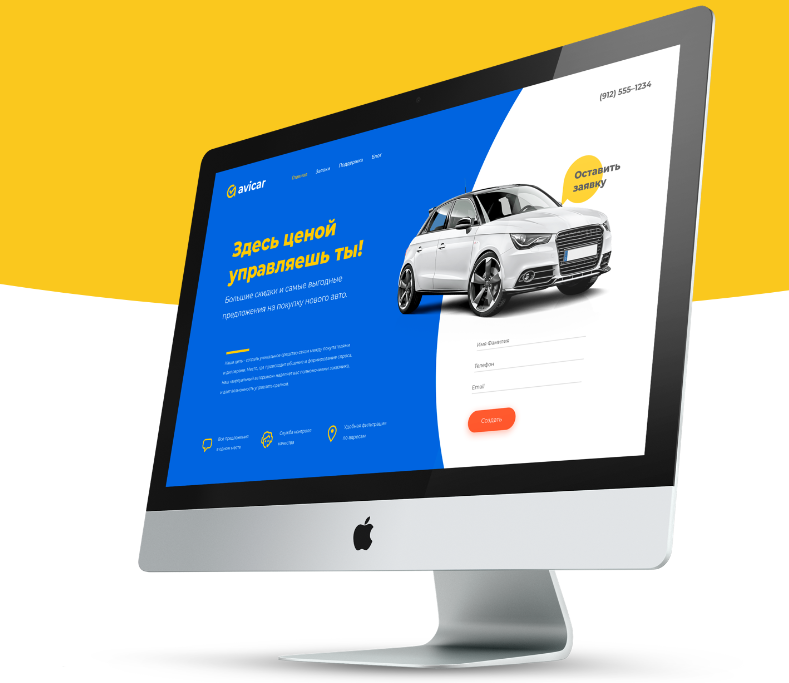 (912) 555-1234
avicar
Главная Детали Поддержка Блог
Оставить
заявку
Здесь ценой
управляешь ты!
Большие скидки и самые выгодные
предложения на покупку нового авто.
Имя Фамилия
Телефон
Email
Создать
Все предложения
в одном месте
Служба контроля
качества
Удобная фильтрация
по адресам